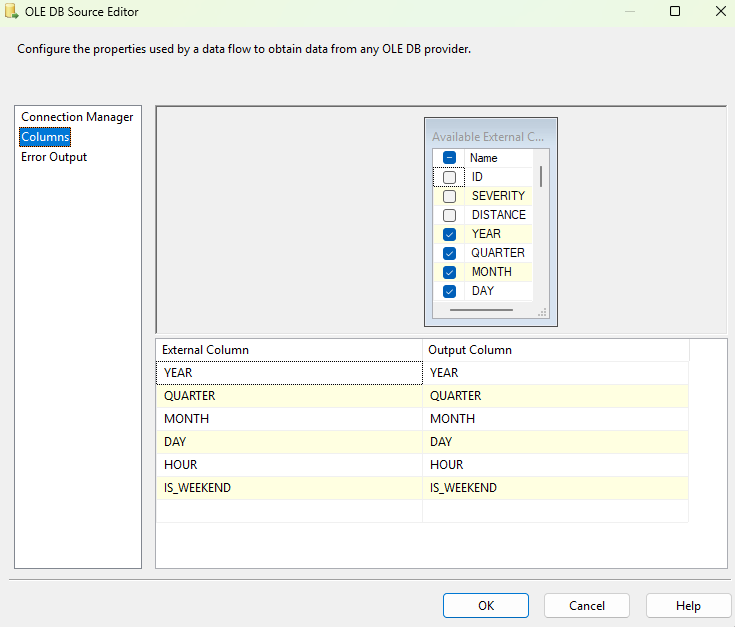 OLE DB Source Editor
Configure the properties used by a data flow to obtain data from any OLE DB provider.
Connection Manager
Columns
Error Output
Available External C...
Name
ID
SEVERITY
DISTANCE
YEAR
QUARTER
MONTH
DAY
External Column Output Column
YEAR YEAR
QUARTER QUARTER
MONTH MONTH
DAY DAY
HOUR HOUR
IS_WEEKEND IS_WEEKEND
OK Cancel Help